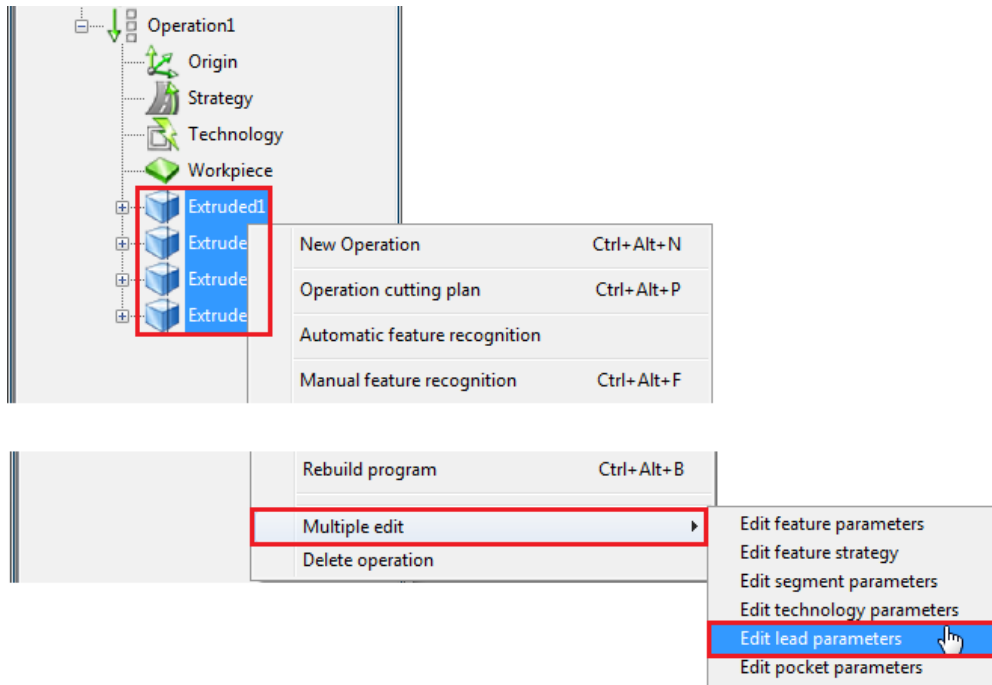 Operation1
Origin
Strategy
Technology
Workpiece
Extruded1
Extrude
New Operation Ctrl+Alt+N
Extrude
Operation cutting plan Ctrl+Alt+P
Extrude
Automatic feature recognition
Manual feature recognition Ctrl+Alt+F
Rebuild program Ctrl+Alt+B
Multiple edit
Delete operation
Edit feature parameters
Edit feature strategy
Edit segment parameters
Edit technology parameters
Edit lead parameters
Edit pocket parameters